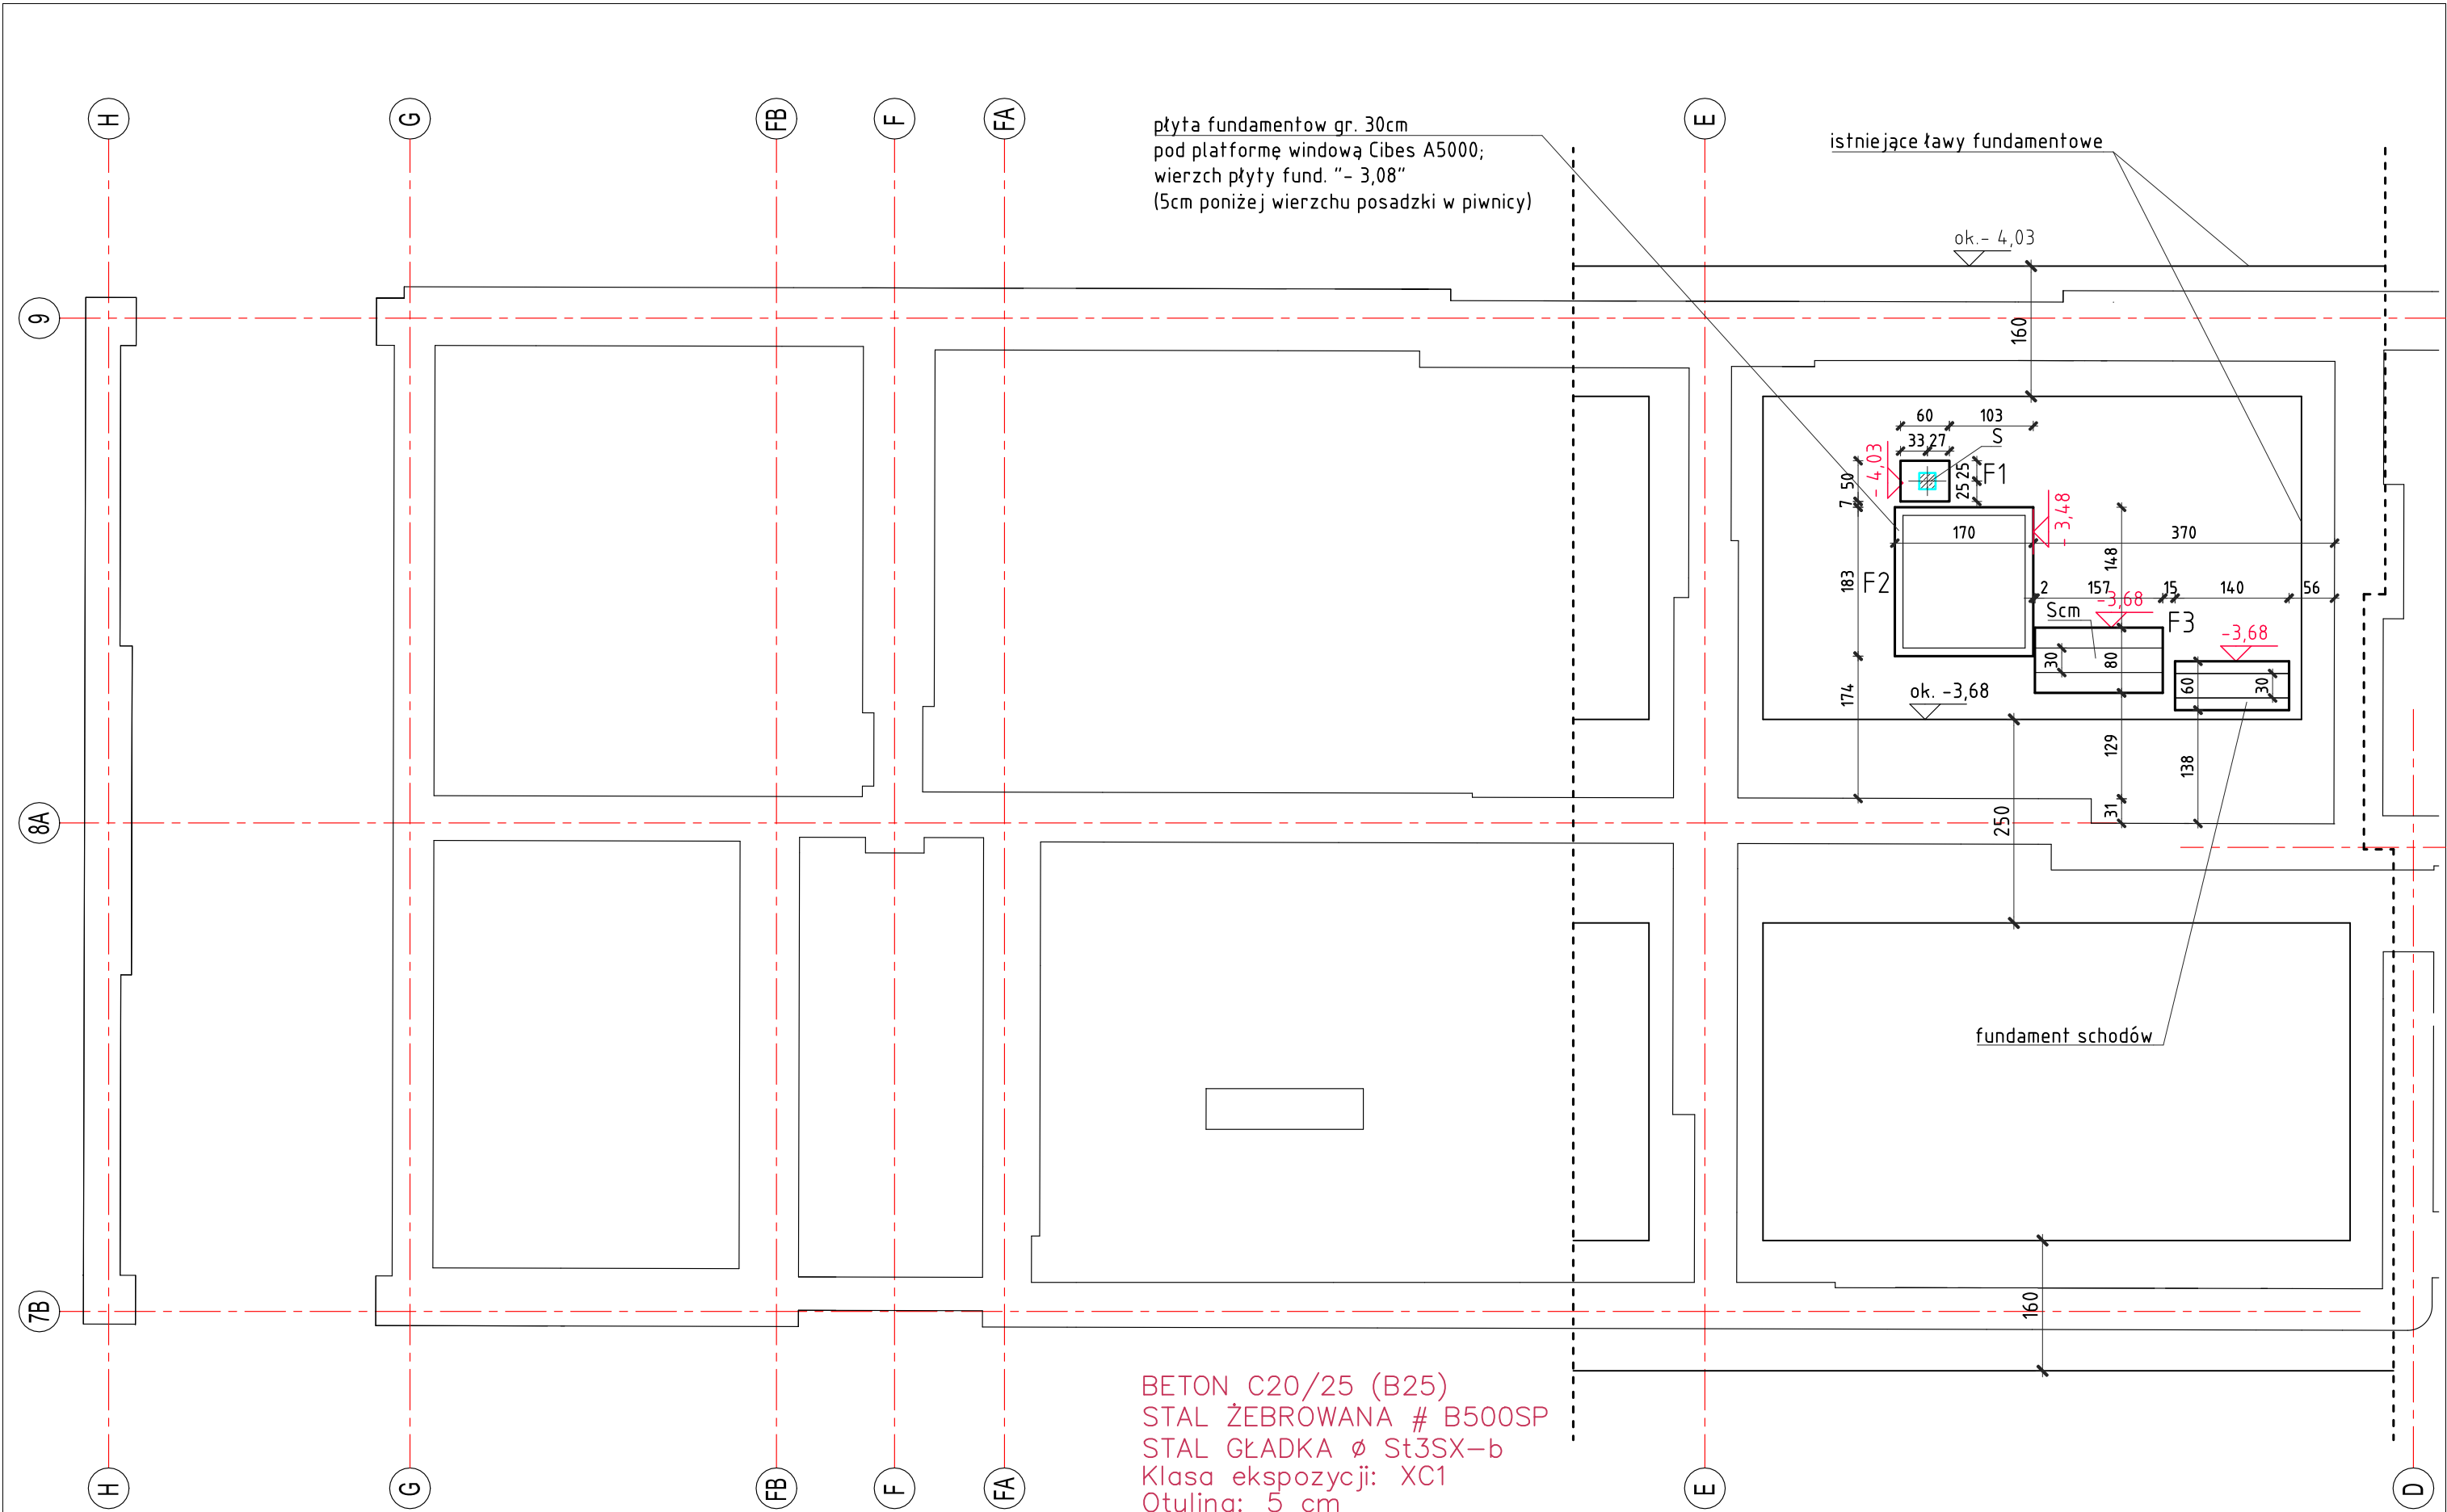 H
G
FB
F
FA
E
płyta fundamentow gr. 30cm
pod platformę windową Cibes A5000;
wierzch płyty fund. "- 3,08"
(5cm poniżej wierzchu posadzki w piwnicy)
istniejące ławy fundamentowe
ok.- 4,03
9
160
60
103
33
27
S
- 4,03
50
25
25
F1
7
- 3,48
170
370
148
183
F2
2
157
15
140
56
-3,68
Scm
F3
-3,68
30
80
60
30
ok. -3,68
174
129
138
31
8A
250
fundament schodów
7B
160
BETON C20/25 (B25)
STAL ŻEBROWANA # B500SP
STAL GŁADKA ø St3SX-b
Klasa ekspozycji: XC1
Otulina: 5 cm
H
G
FB
F
FA
E
D